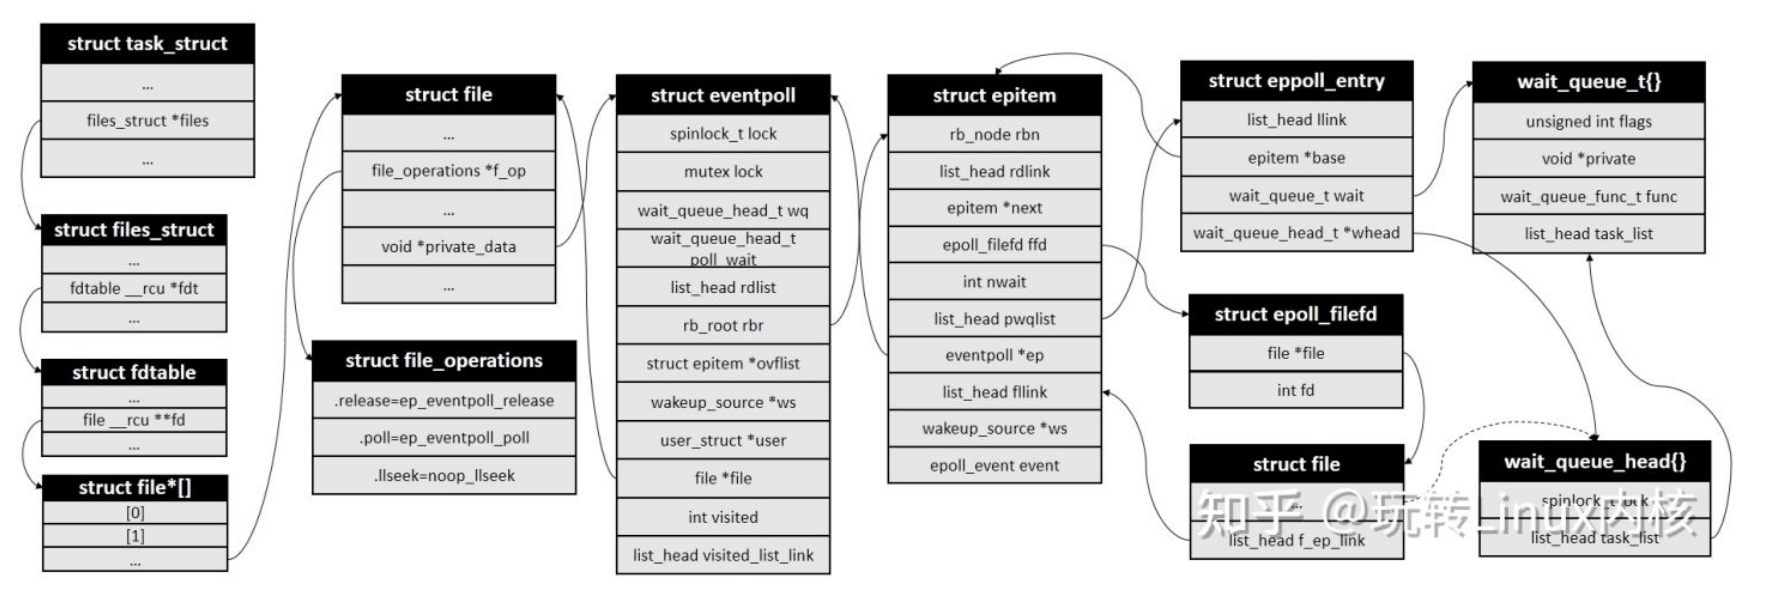 struct task_struct
...
files_struct *files
...
struct files_struct
...
fdtable __rcu *fdt
...
struct fdtable
...
file __rcu **fd
...
struct file*[]
[0]
[1]
...
struct file
...
file_operations *f_op
...
void *private_data
...
struct file_operations
.release=ep_eventpoll_release
.poll=ep_eventpoll_poll
.llseek=noop_llseek
struct eventpoll
spinlock_t lock
mutex lock
wait_queue_head_t wq
wait_queue_head_t
poll_wait
list_head rdlist
rb_root rbr
struct epitem *ovflist
wakeup_source *ws
user_struct *user
file *file
int visited
list_head visited_list_link
struct epitem
rb_node rbn
list_head rdlink
epitem *next
epoll_filefd ffd
int nwait
list_head pwqlist
eventpoll *ep
list_head fllink
wakeup_source *ws
epoll_event event
struct eppoll_entry
list_head llink
epitem *base
wait_queue_t wait
wait_queue_head_t *whead
struct epoll_filefd
file *file
int fd
struct file
...
list_head f_ep_link
wait_queue_t{}
unsigned int flags
void *private
wait_queue_func_t func
list_head task_list
wait_queue_head{}
spinlock_t lock
list_head task_list
知乎 @玩转Linux内核